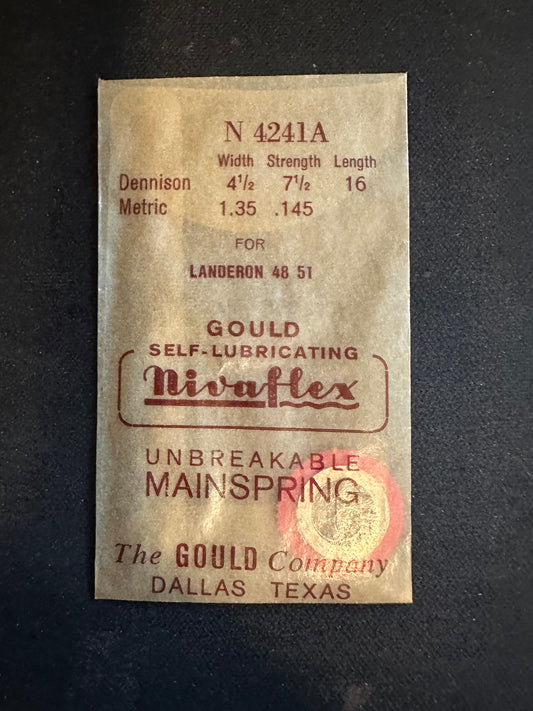 N 4241A
Width Strength Length
Dennison 4½ 7½ 16
Metric 1.35 .145
FOR
LANDERON 48 51
GOULD
SELF-LUBRICATING
Nivaflex
UNBREAKABLE
MAINSPRING
The GOULD Company
DALLAS TEXAS